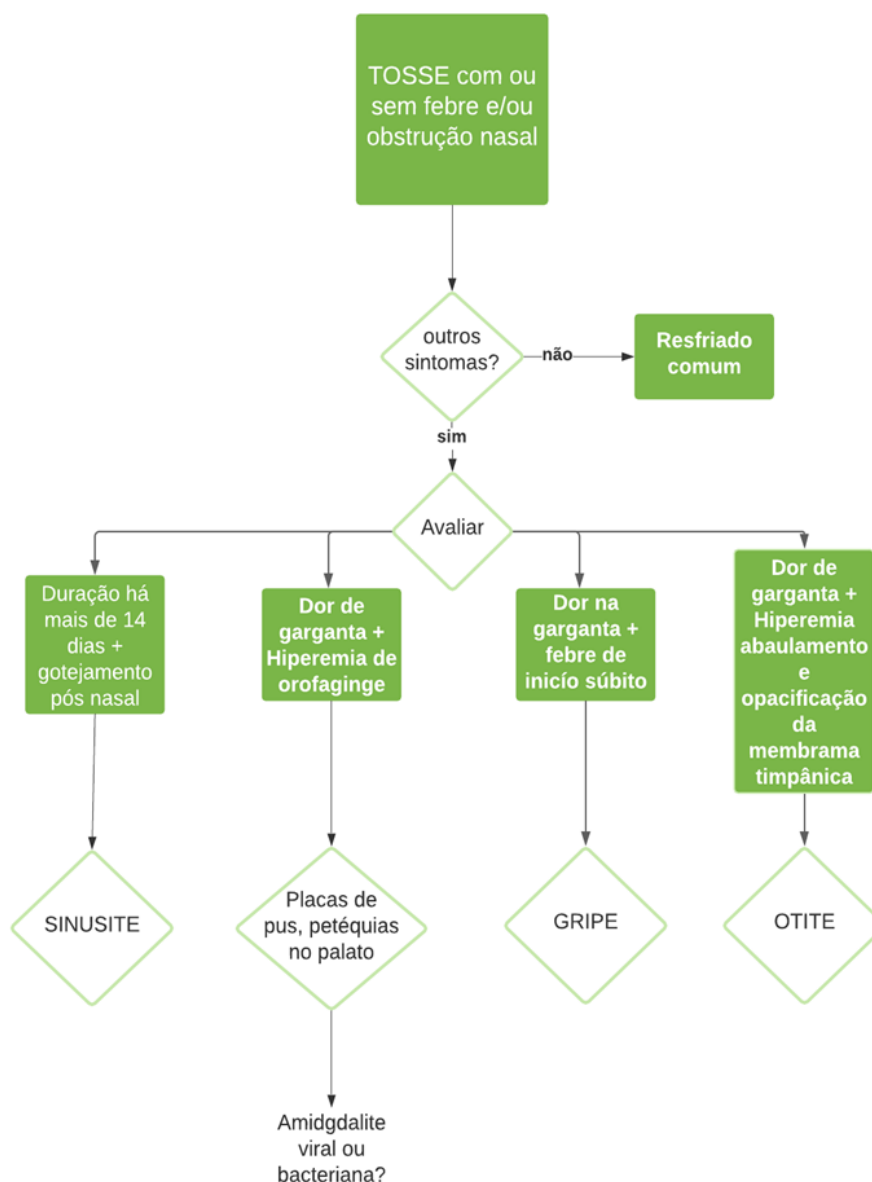 TOSSE com ou
sem febre e/ou
obstrução nasal
outros
sintomas?
não
Resfriado
comum
sim
Avaliar
Duração há
mais de 14
dias +
gotejamento
pós nasal
Dor de
garganta +
Hiperemia de
orofaginge
Dor na
garganta +
febre de
inicío súbito
Dor de
garganta +
Hiperemia
abaulamento
e
opacificação
da
membrama
timpânica
SINUSITE
Placas de
pus, petéquias
no palato
GRIPE
OTITE
Amidgdalite
viral ou
bacteriana?